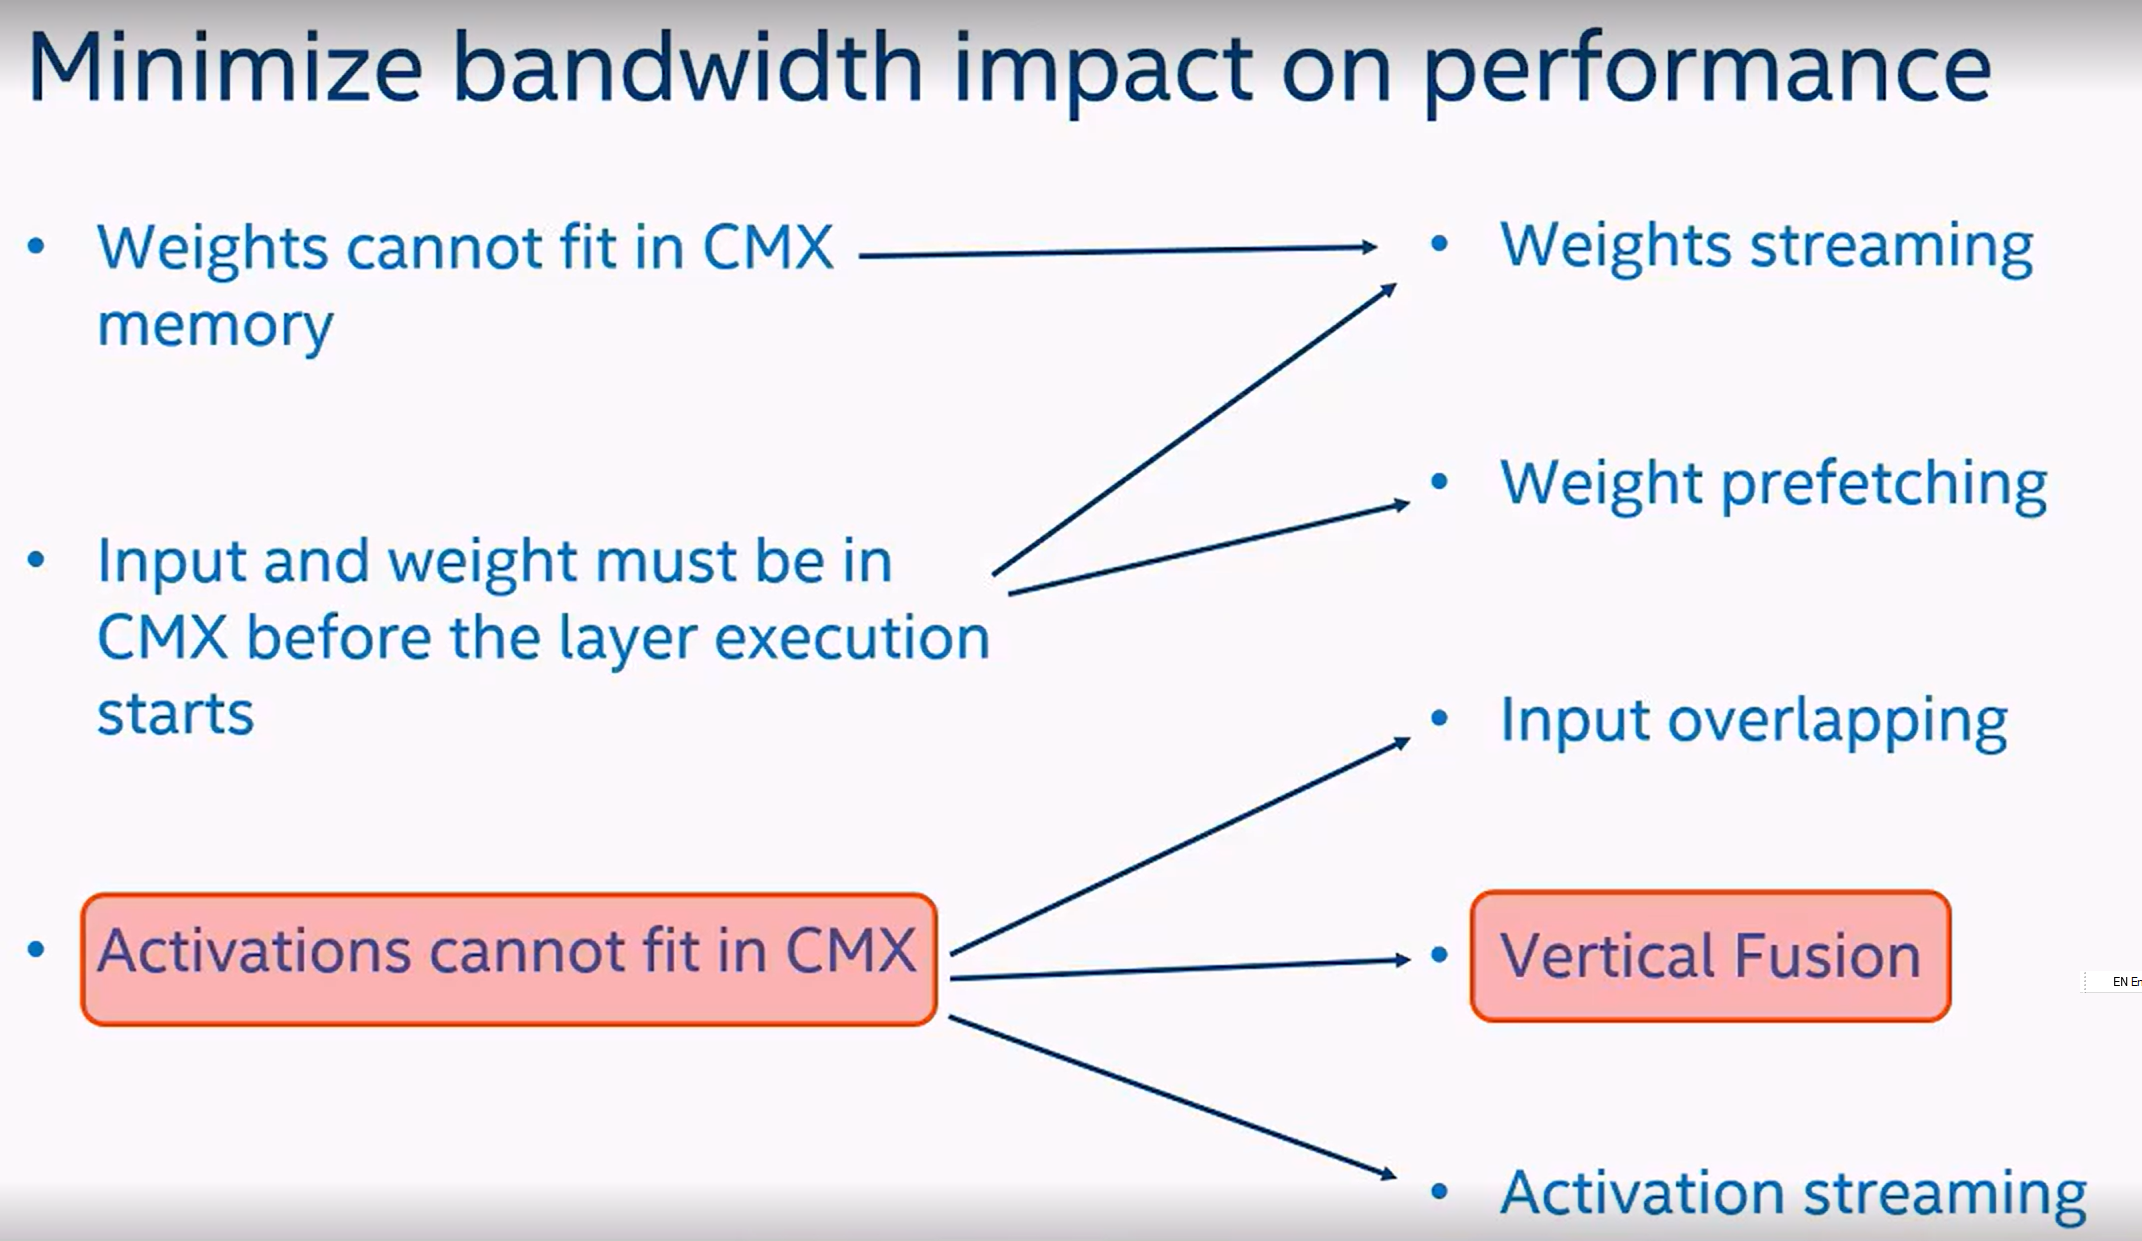 Minimize bandwidth impact on performance
• Weights cannot fit in CMX
memory
• Input and weight must be in
CMX before the layer execution
starts
• Activations cannot fit in CMX
• Weights streaming
• Weight prefetching
• Input overlapping
• Vertical Fusion
• Activation streaming
EN En